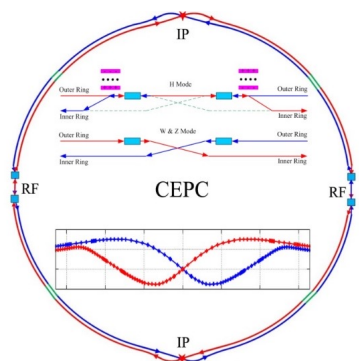 IP
H Mode
Outer Ring
Outer Ring
Inner Ring
Inner Ring
W & Z Mode
Outer Ring
Outer Ring
Inner Ring
Inner Ring
RF
CEPC
RF
IP